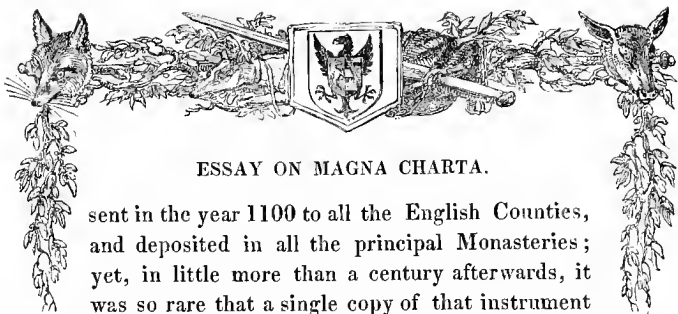 ESSAY ON MAGNA CHARTA.
sent in the year 1100 to all the English Counties,
and deposited in all the principal Monasteries ;
yet, in little more than a century afterwards, it
was so rare that a single copy of that instrument